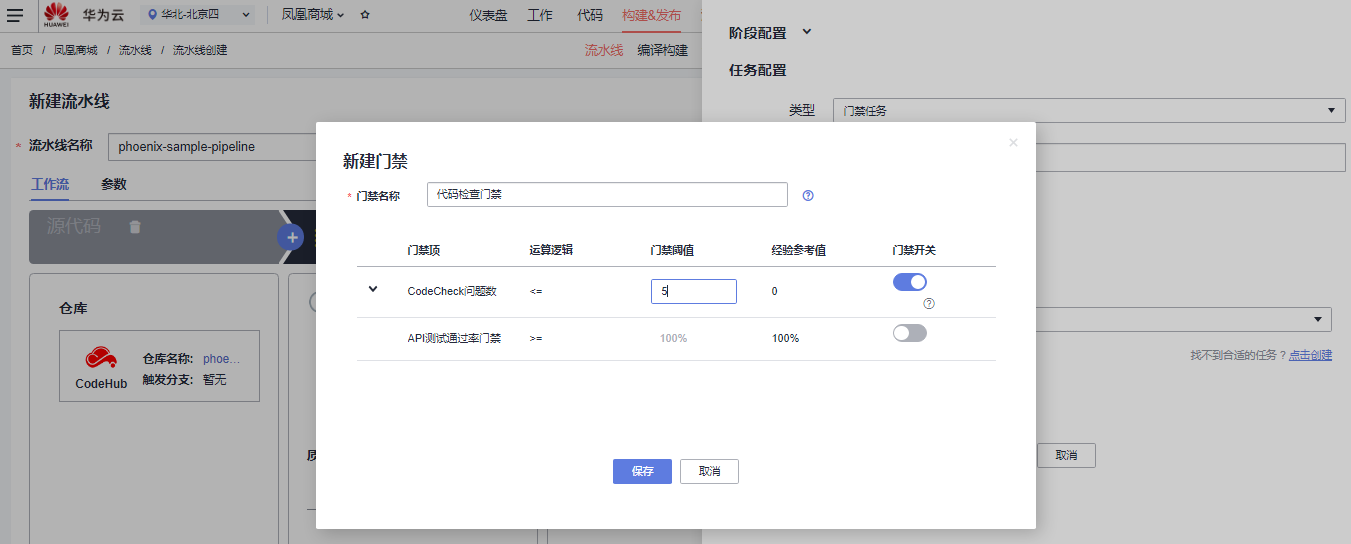 HUAWEI
华为云
华北-北京四
凤凰商城
仪表盘 工作 代码 构建&发布
首页 / 凤凰商城 / 流水线 / 流水线创建
流水线 编译构建
阶段配置
任务配置
类型 门禁任务
新建流水线
* 流水线名称 phoenix-sample-pipeline
工作流 参数
源代码
仓库
CodeHub
仓库名称: phoe...
触发分支: 暂无
新建门禁
* 门禁名称 代码检查门禁
门禁项 运算逻辑 门禁阈值 经验参考值 门禁开关
CodeCheck问题数 <= 5 0
API测试通过率门禁 >= 100% 100%
保存 取消
找不到合适的任务？点击创建
取消